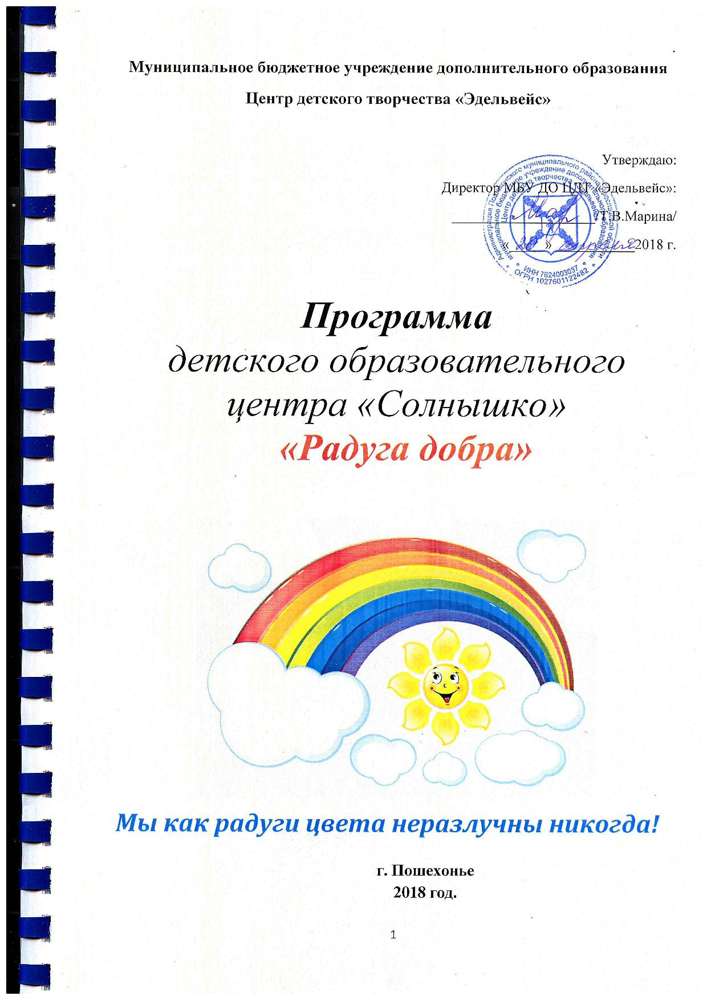 Муниципальное бюджетное учреждение дополнительного образования
Центр детского творчества «Эдельвейс»
Утверждаю:
Директор МБУ ДО ЦДТ «Эдельвейс»:
/Т.В.Марина/
« 20 » апреля 2018 г.
Администрация Пошехонского муниципального района Ярославской области
муниципальное бюджетное учреждение дополнительного образования
Центр детского творчества "Эдельвейс"
* ИНН 7624003037 *
* ОГРН 1027601122482 *
Программа
детского образовательного
центра «Солнышко»
«Радуга добра»
Мы как радуги цвета неразлучны никогда!
г. Пошехонье
2018 год.
1